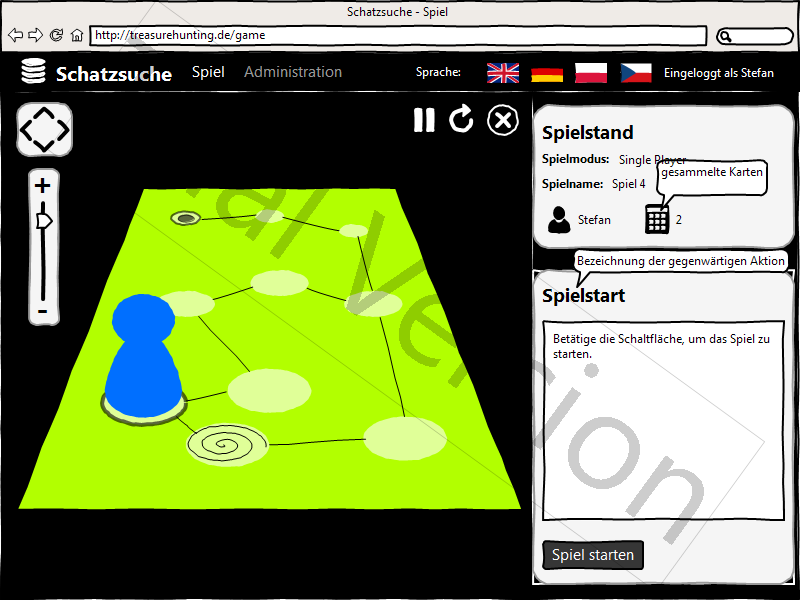 Schatzsuche - Spiel
http://treasurehunting.de/game
Schatzsuche
Spiel
Administration
Sprache:
Eingeloggt als Stefan
Spielstand
Spielmodus: Single Player
gesammelte Karten
Spielname: Spiel 4
Stefan
2
Bezeichnung der gegenwärtigen Aktion
Spielstart
Betätige die Schaltfläche, um das Spiel zu
starten.
Spiel starten
+
-